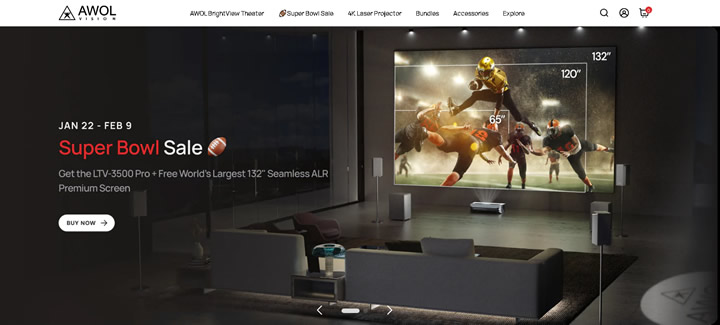 AWOL
VISION
AWOL BrightView Theater
🏈Super Bowl Sale
4K Laser Projector
Bundles
Accessories
Explore
0
132"
120"
65"
JAN 22 - FEB 9
Super Bowl Sale 🏈
Get the LTV-3500 Pro + Free World's Largest 132" Seamless ALR
Premium Screen
BUY NOW →